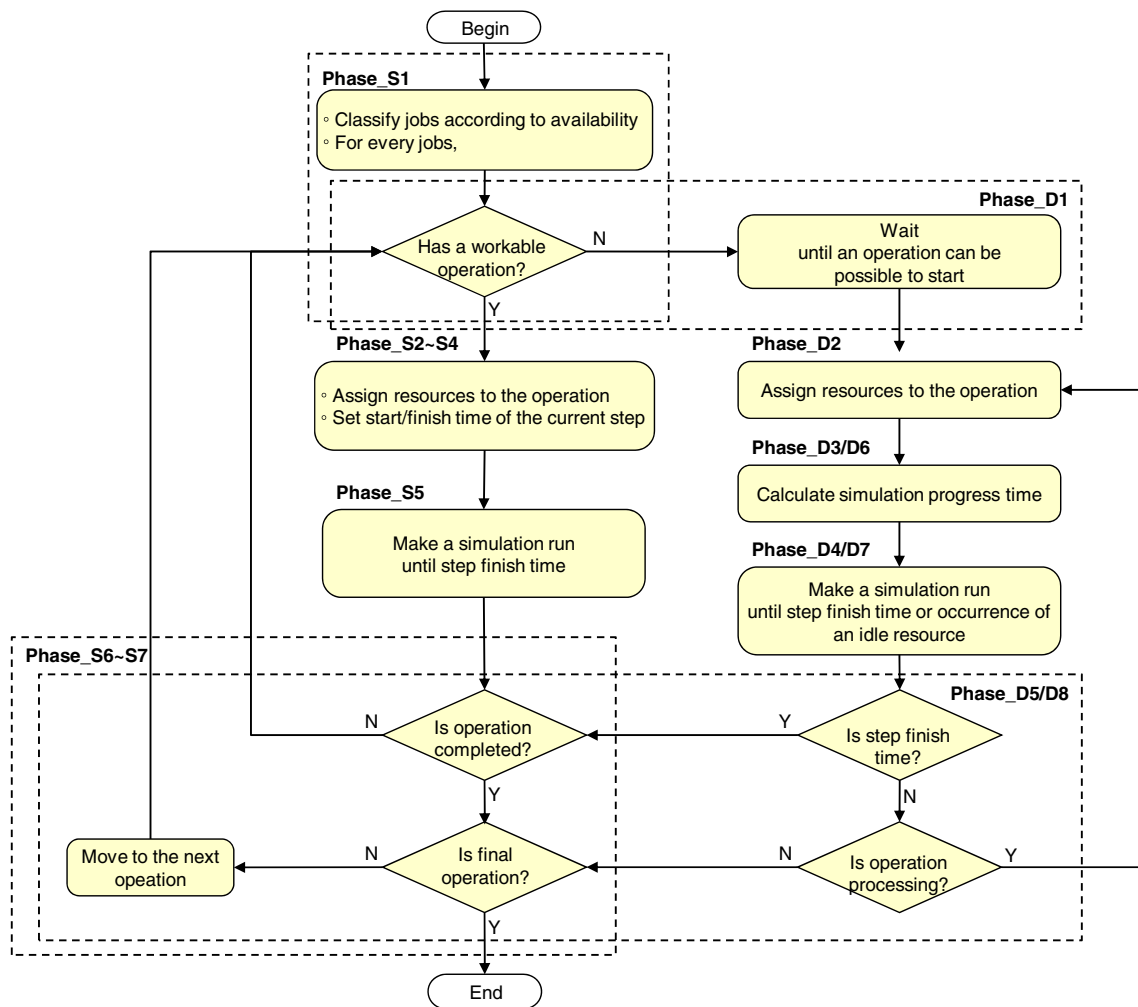 Begin
Phase_S1
◦ Classify jobs according to availability
◦ For every jobs,
Phase_D1
Has a workable
operation?
N
Y
Wait
until an operation can be
possible to start
Phase_S2~S4
◦ Assign resources to the operation
◦ Set start/finish time of the current step
Phase_D2
Assign resources to the operation
Phase_D3/D6
Calculate simulation progress time
Phase_S5
Make a simulation run
until step finish time
Phase_D4/D7
Make a simulation run
until step finish time or occurrence of
an idle resource
Phase_S6~S7
Phase_D5/D8
N
Is operation
completed?
Y
Y
Is step finish
time?
N
Move to the next
opeation
N
Is final
operation?
Y
N
Is operation
processing?
Y
End